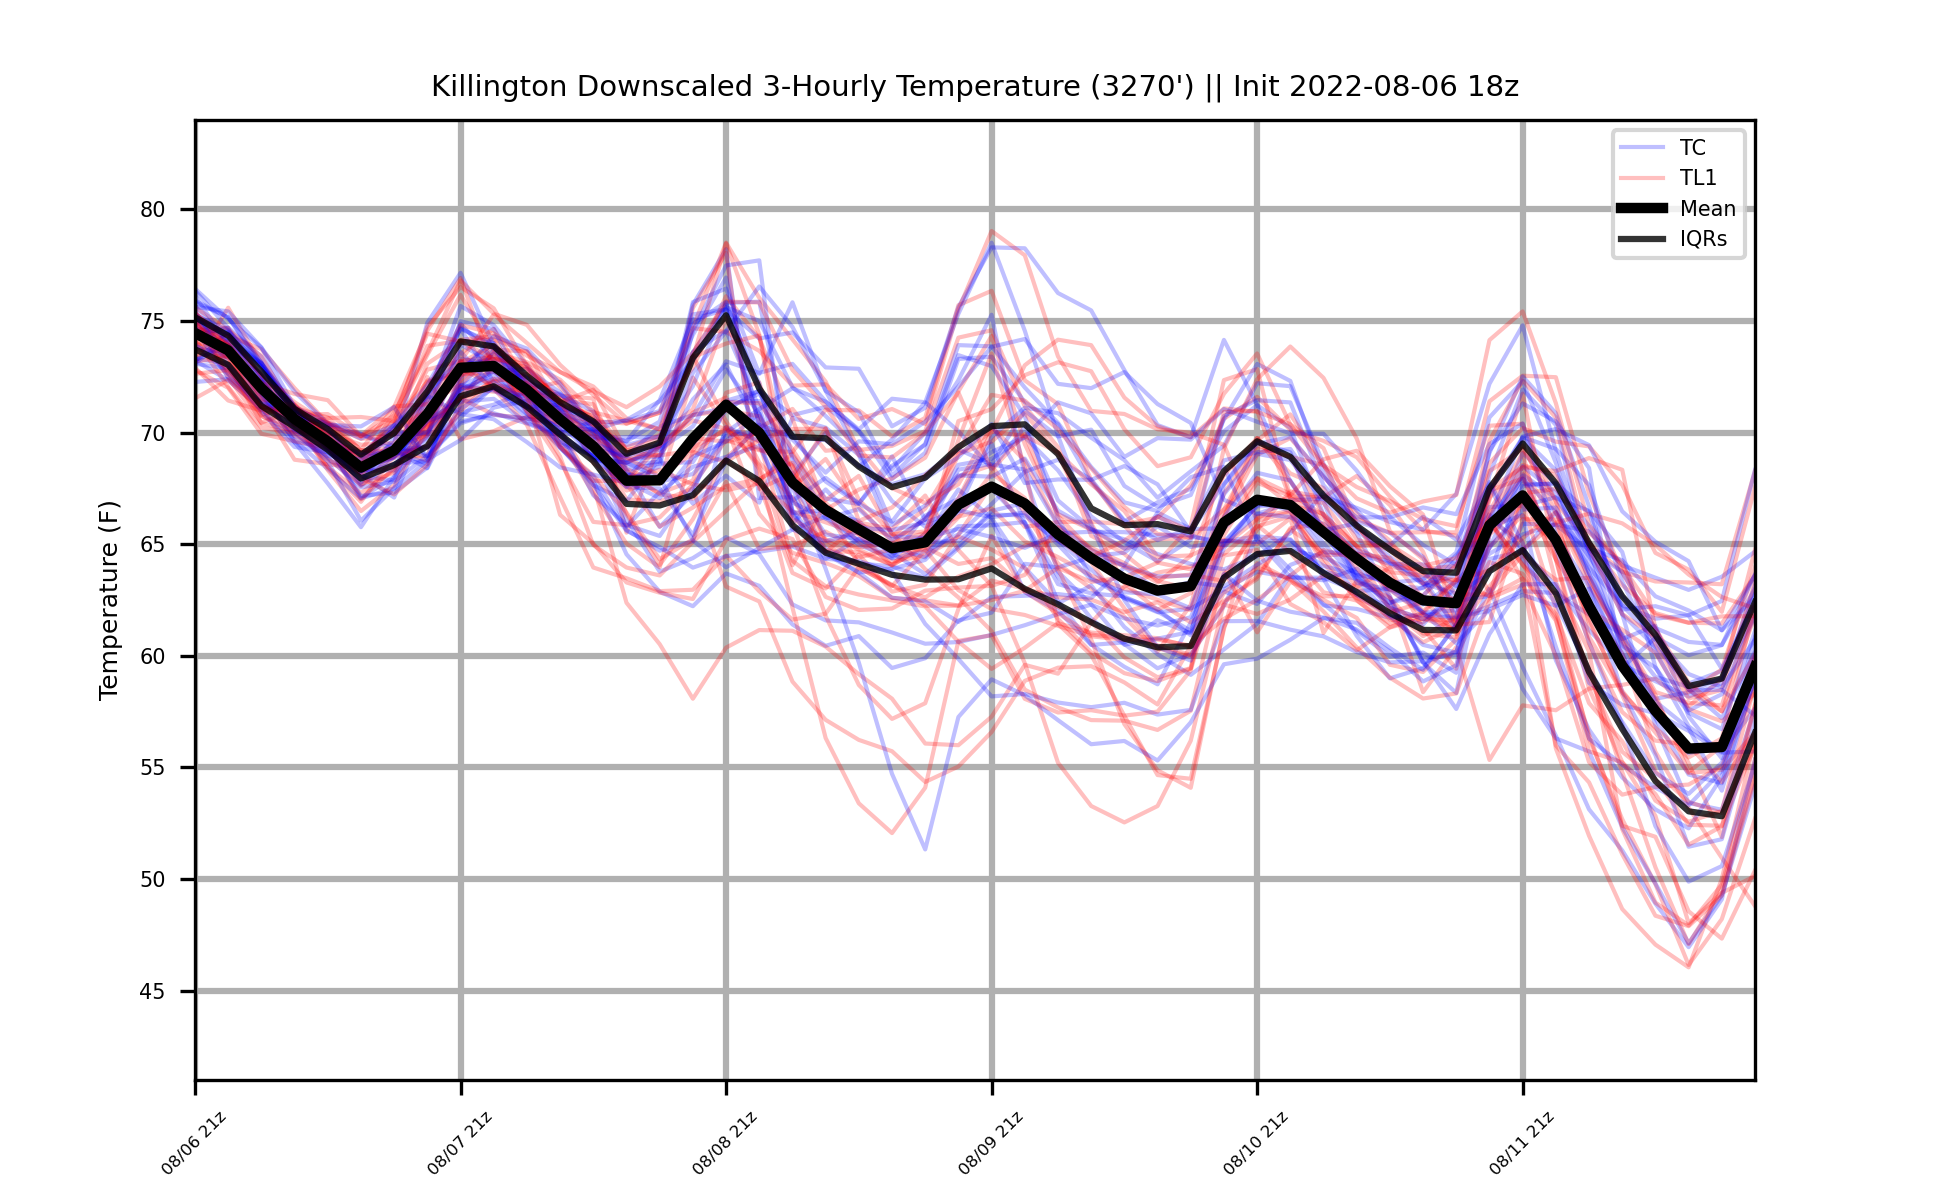 Killington Downscaled 3-Hourly Temperature (3270') || Init 2022-08-06 18z
TC
TL1
Mean
IQRs
Temperature (F)
80
75
70
65
60
55
50
45
08/06 21z
08/07 21z
08/08 21z
08/09 21z
08/10 21z
08/11 21z